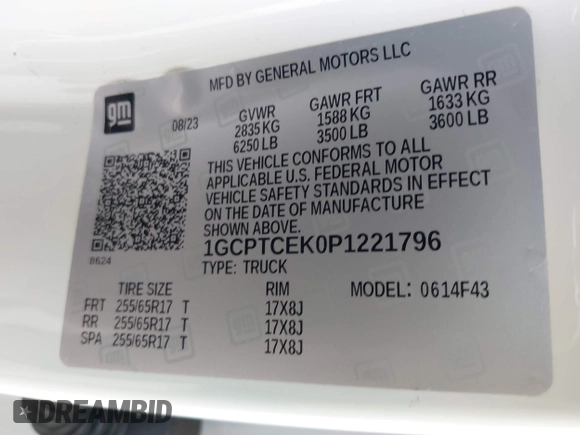 MFD BY GENERAL MOTORS LLC
gm
08/23
GVWR GAWR FRT GAWR RR
2835 KG 1588 KG 1633 KG
6250 LB 3500 LB 3600 LB
THIS VEHICLE CONFORMS TO ALL
APPLICABLE U.S. FEDERAL MOTOR
VEHICLE SAFETY STANDARDS IN EFFECT
ON THE DATE OF MANUFACTURE
SHOWN ABOVE.
8624
1GCPTCEK0P1221796
TYPE: TRUCK
TIRE SIZE RIM MODEL: 0614F43
FRT 255/65R17 T 17X8J
RR 255/65R17 T 17X8J
SPA 255/65R17 T 17X8J
DREAMBID